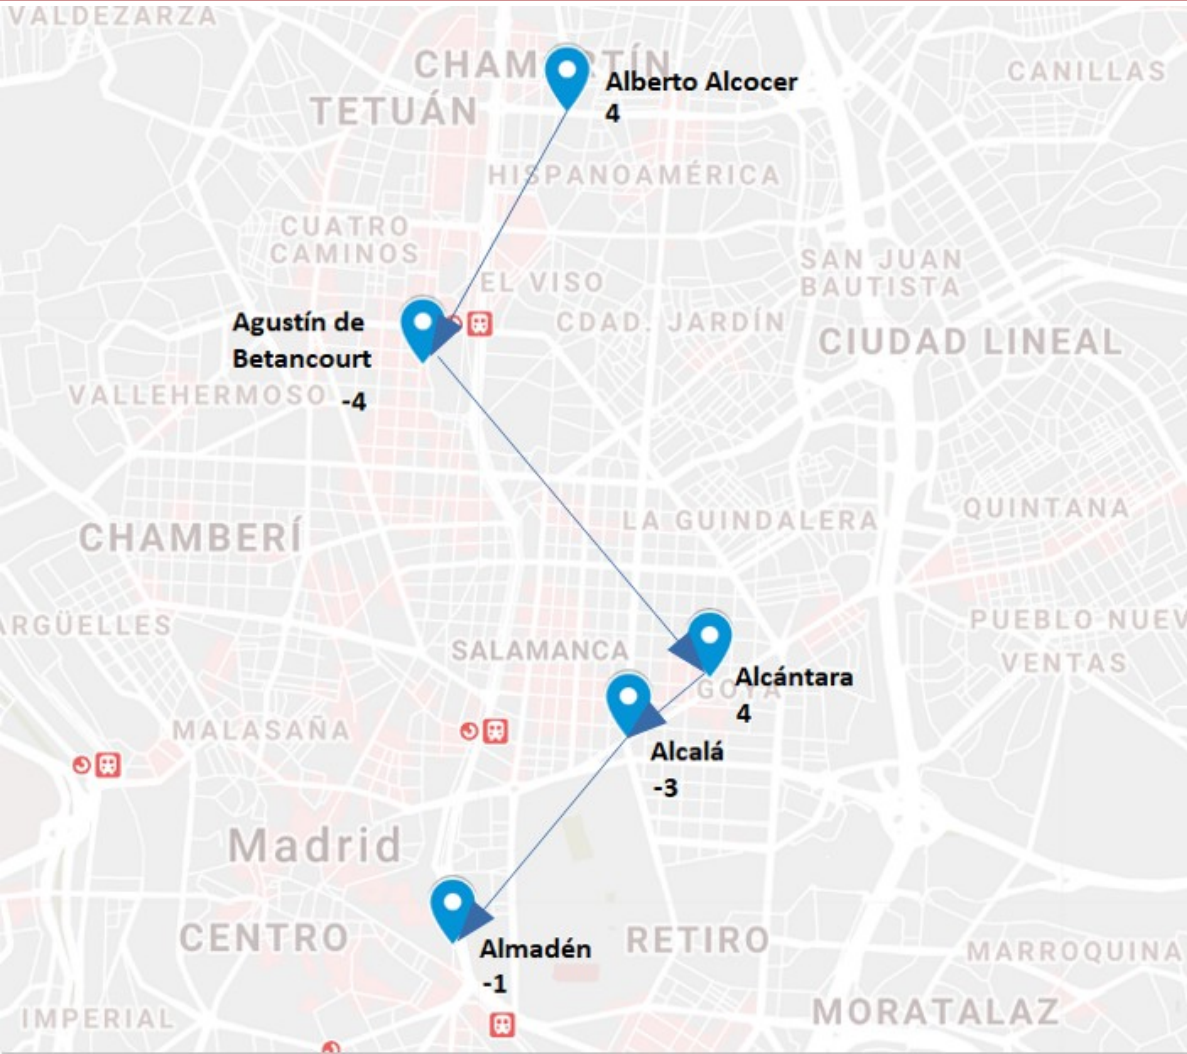 VALDEZARZA
CHAMARTÍN
Alberto Alcocer
4
CANILLAS
TETUÁN
HISPANOAMÉRICA
CUATRO
CAMINOS
EL VISO
SAN JUAN
BAUTISTA
Agustín de
Betancourt
-4
CDAD. JARDÍN
CIUDAD LINEAL
VALLEHERMOSO
LA GUINDALERA
QUINTANA
CHAMBERÍ
ARGÜELLES
PUEBLO NUEV
SALAMANCA
VENTAS
Alcántara
4
GOYA
MALASAÑA
Alcalá
-3
Madrid
CENTRO
Almadén
-1
RETIRO
MARROQUINA
IMPERIAL
MORATALAZ